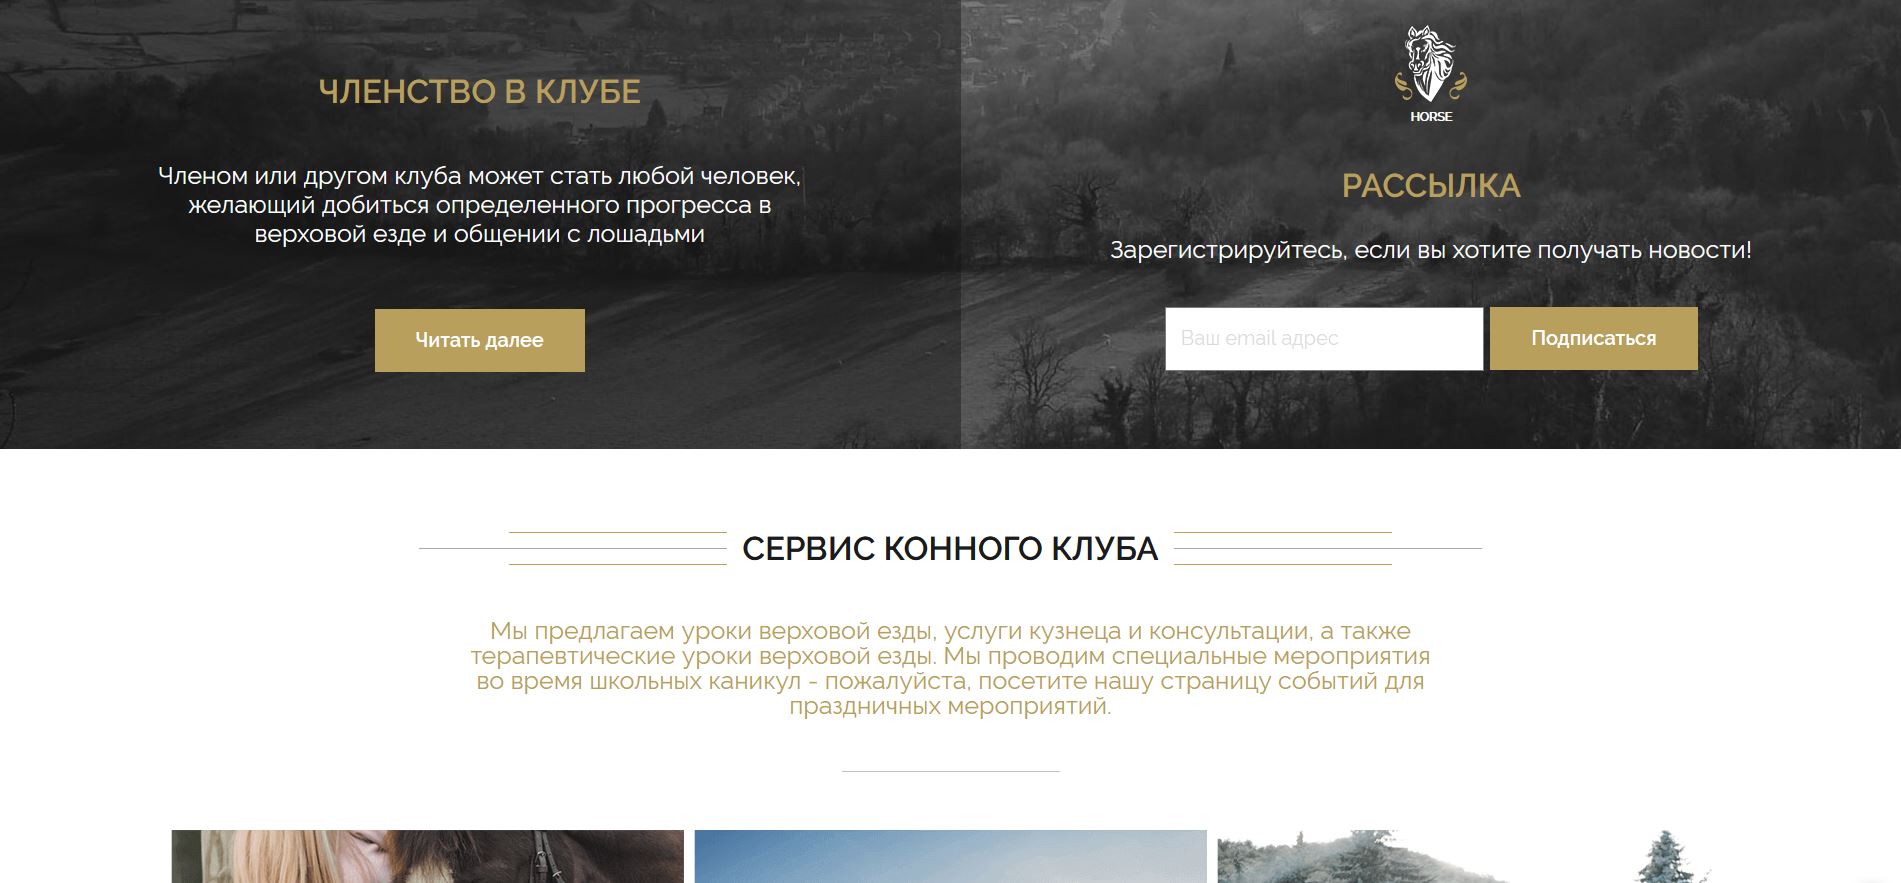 ЧЛЕНСТВО В КЛУБЕ
Членом или другом клуба может стать любой человек,
желающий добиться определенного прогресса в
верховой езде и общении с лошадьми
Читать далее
HORSE
РАССЫЛКА
Зарегистрируйтесь, если вы хотите получать новости!
Ваш email адрес
Подписаться
СЕРВИС КОННОГО КЛУБА
Мы предлагаем уроки верховой езды, услуги кузнеца и консультации, а также
терапевтические уроки верховой езды. Мы проводим специальные мероприятия
во время школьных каникул - пожалуйста, посетите нашу страницу событий для
праздничных мероприятий.